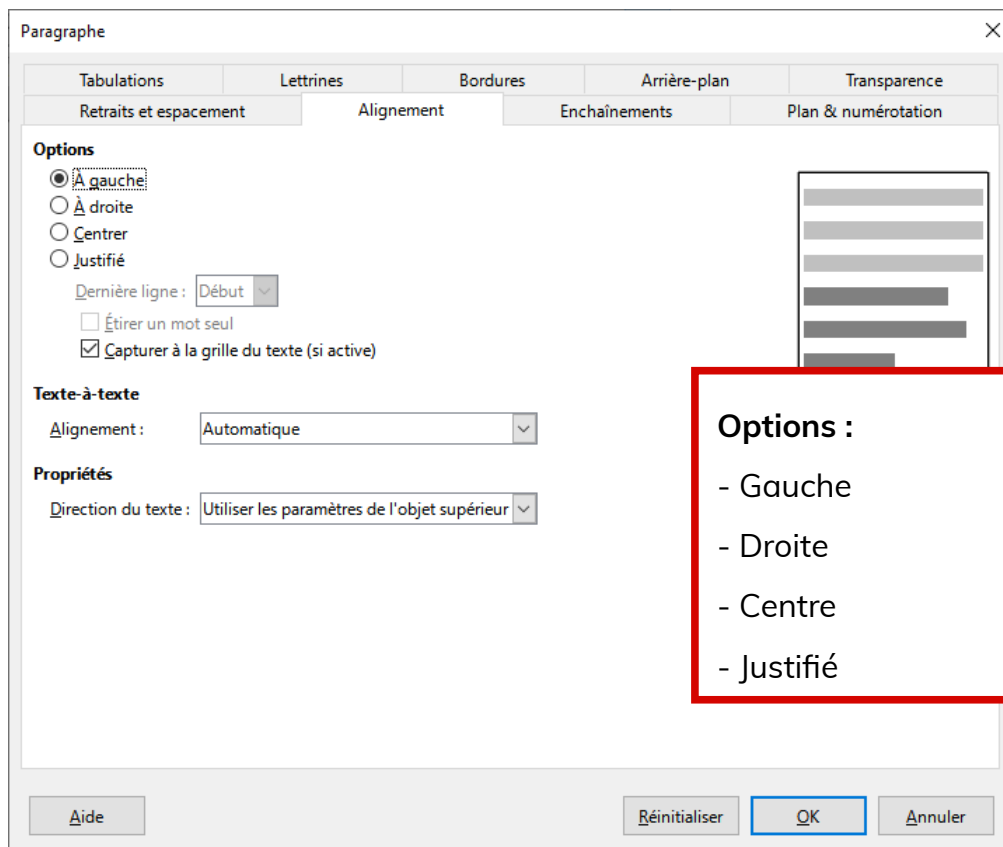 Paragraphe
Tabulations Lettrines Bordures Arrière-plan Transparence
Retraits et espacement Alignement Enchaînements Plan & numérotation
Options
À gauche
À droite
Centrer
Justifié
Dernière ligne : Début
Étirer un mot seul
Capturer à la grille du texte (si active)
Texte-à-texte
Alignement : Automatique
Propriétés
Direction du texte : Utiliser les paramètres de l'objet supérieur
Options :
- Gauche
- Droite
- Centre
- Justifié
Aide Réinitialiser OK Annuler